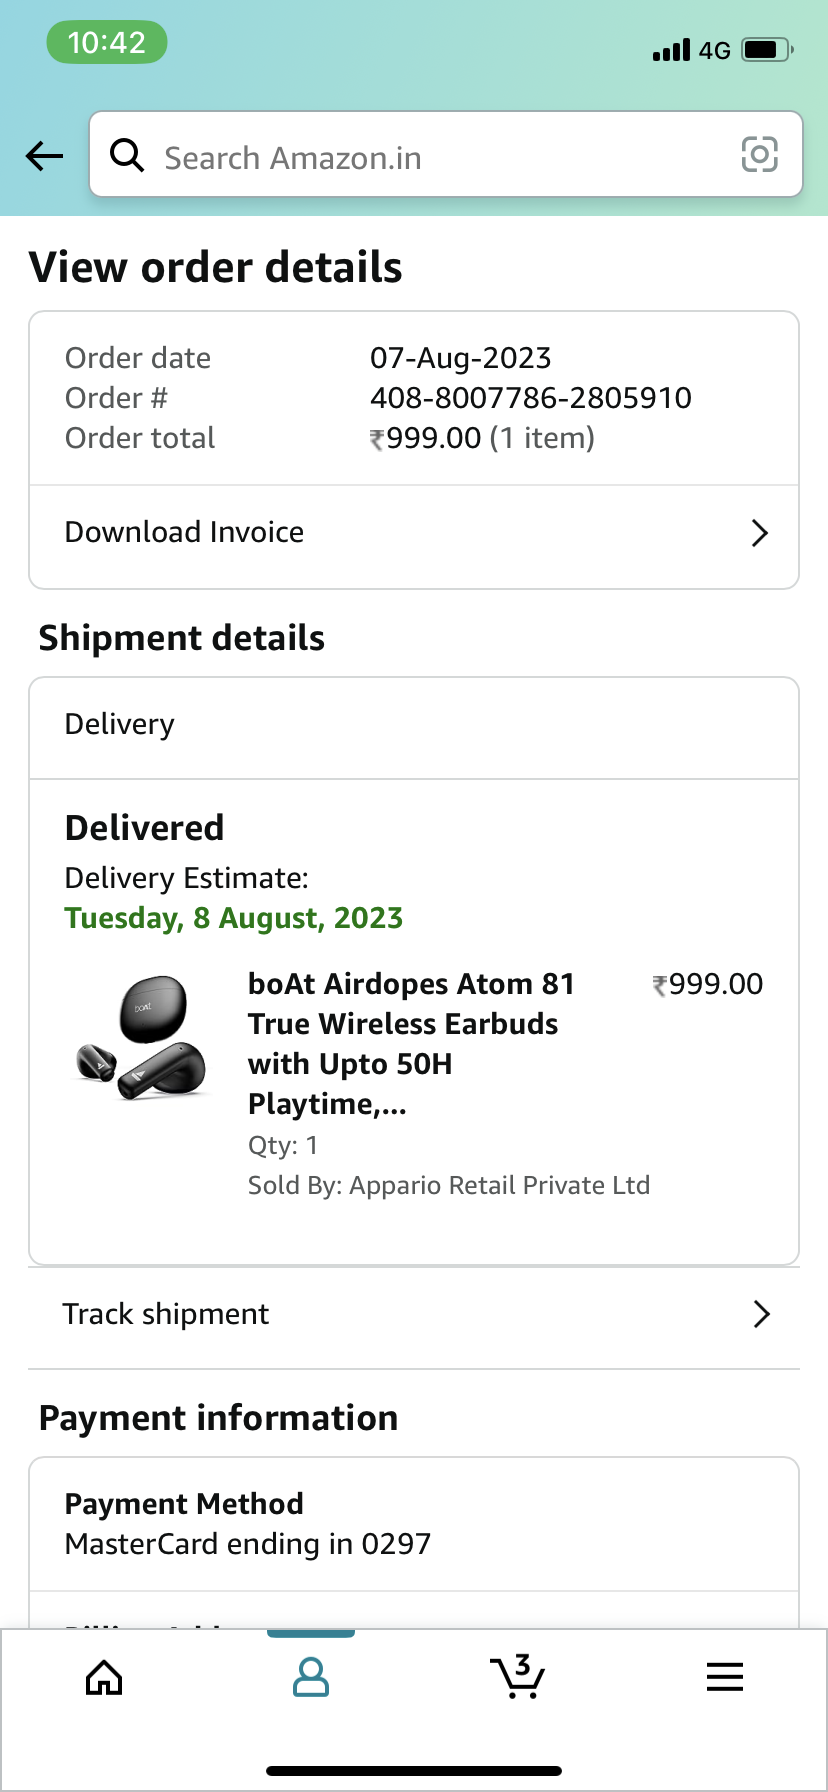 10:42
4G
Search Amazon.in
View order details
Order date 07-Aug-2023
Order # 408-8007786-2805910
Order total ₹999.00 (1 item)
Download Invoice
Shipment details
Delivery
Delivered
Delivery Estimate:
Tuesday, 8 August, 2023
boAt
boAt Airdopes Atom 81 ₹999.00
True Wireless Earbuds
with Upto 50H
Playtime,...
Qty: 1
Sold By: Appario Retail Private Ltd
Track shipment
Payment information
Payment Method
MasterCard ending in 0297
3